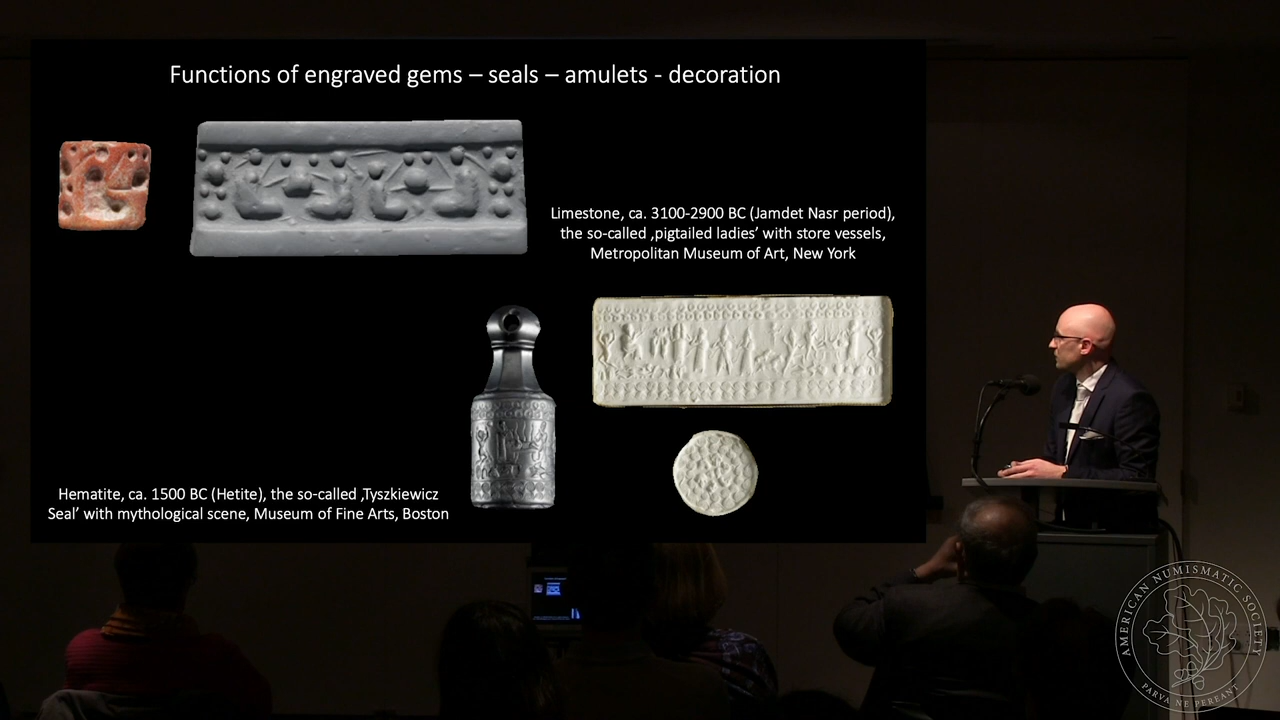 Functions of engraved gems – seals – amulets - decoration
Limestone, ca. 3100-2900 BC (Jamdet Nasr period),
the so-called ‚pigtailed ladies’ with store vessels,
Metropolitan Museum of Art, New York
Hematite, ca. 1500 BC (Hetite), the so-called ‚Tyszkiewicz
Seal’ with mythological scene, Museum of Fine Arts, Boston
AMERICAN NUMISMATIC SOCIETY
PARVA NE PEREANT